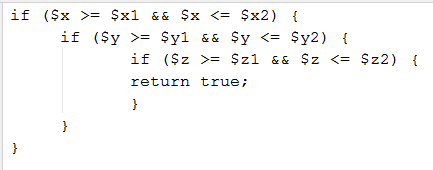 if ($x >= $x1 && $x <= $x2) {
if ($y >= $y1 && $y <= $y2) {
if ($z >= $z1 && $z <= $z2) {
return true;
}
}
}